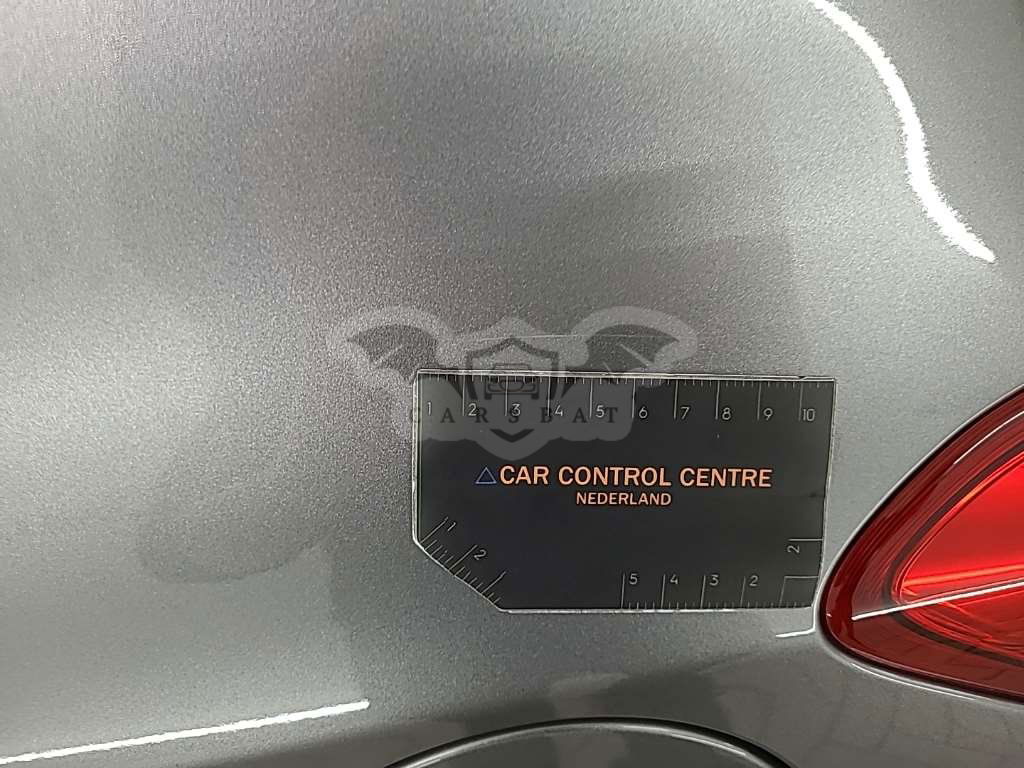 1 2 3 4 5 6 7 8 9 10
CARSBAT
△CAR CONTROL CENTRE
NEDERLAND
1 2
2
5 4 3 2